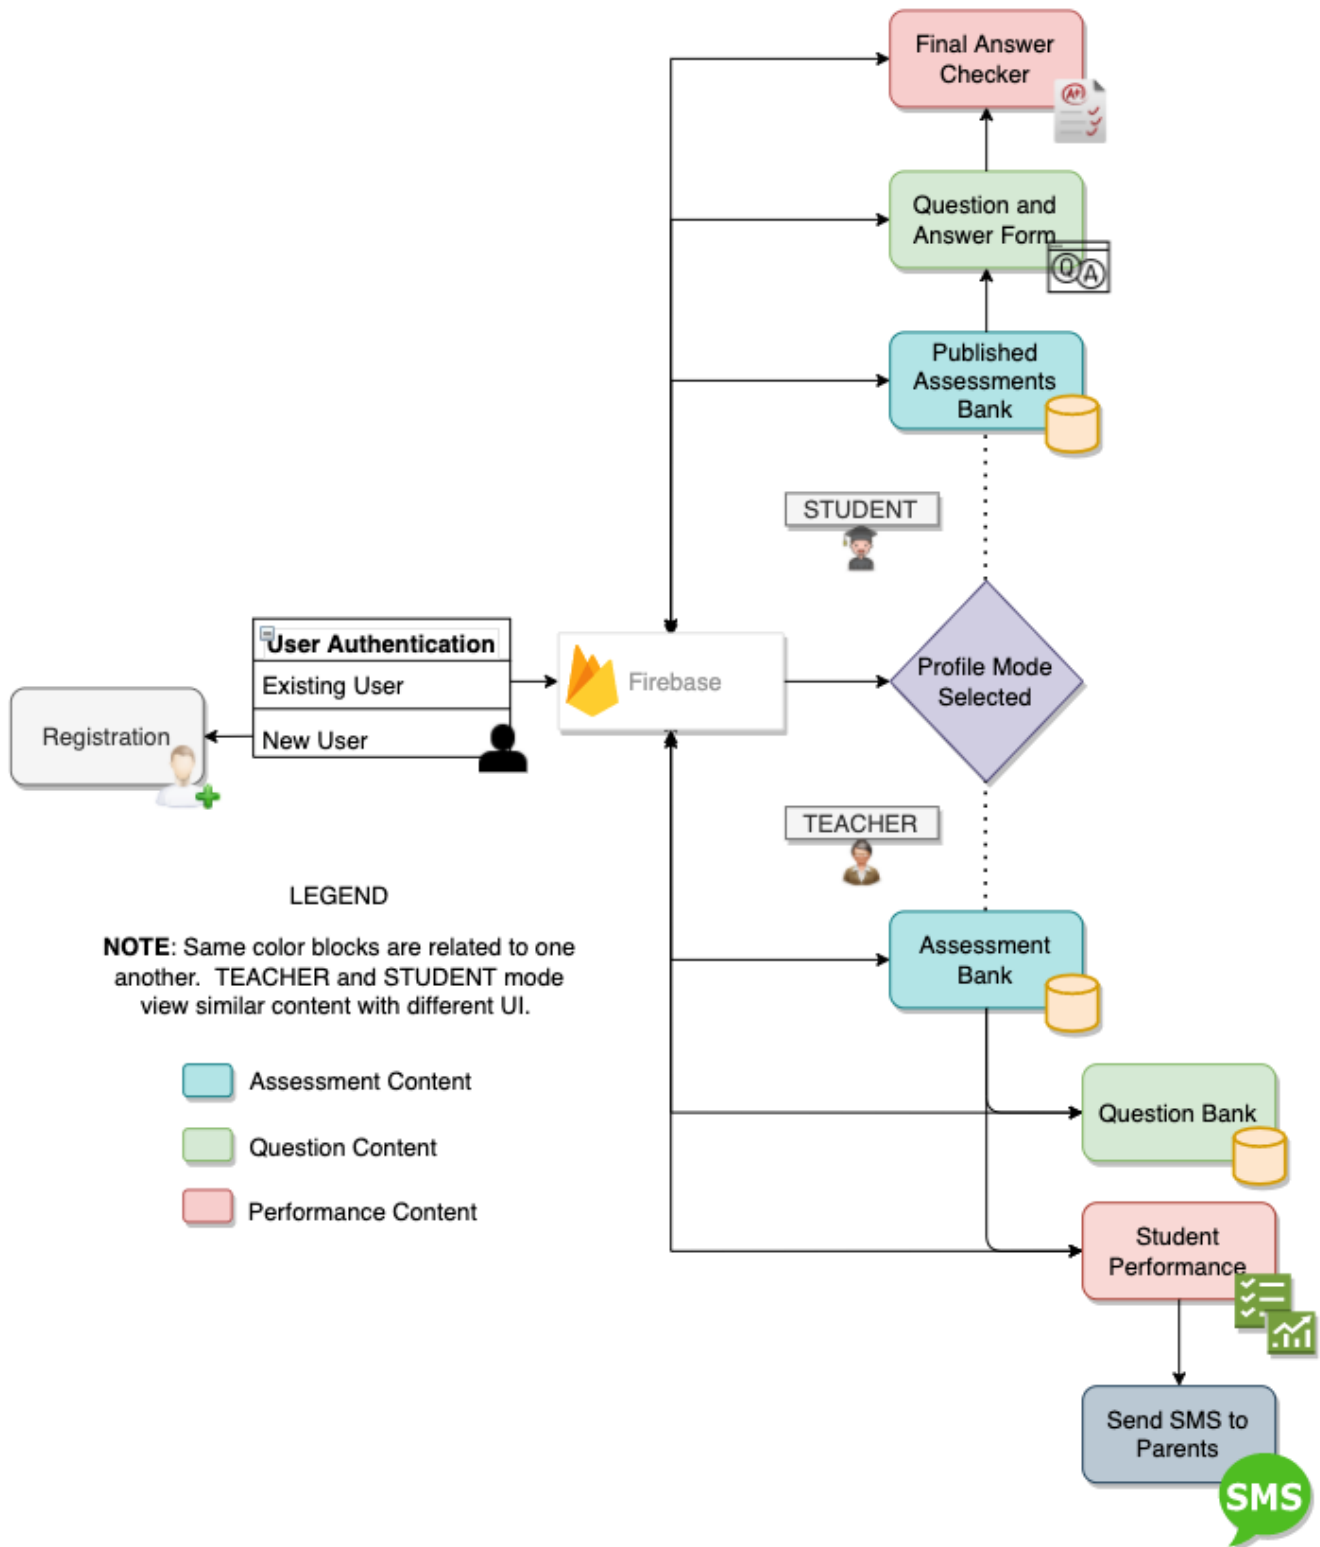 Final Answer
Checker
A+
Question and
Answer Form
Q A
Published
Assessments
Bank
STUDENT
User Authentication
Existing User
New User
Registration
Firebase
Profile Mode
Selected
TEACHER
LEGEND
NOTE: Same color blocks are related to one
another. TEACHER and STUDENT mode
view similar content with different UI.
Assessment Content
Question Content
Performance Content
Assessment
Bank
Question Bank
Student
Performance
Send SMS to
Parents
SMS